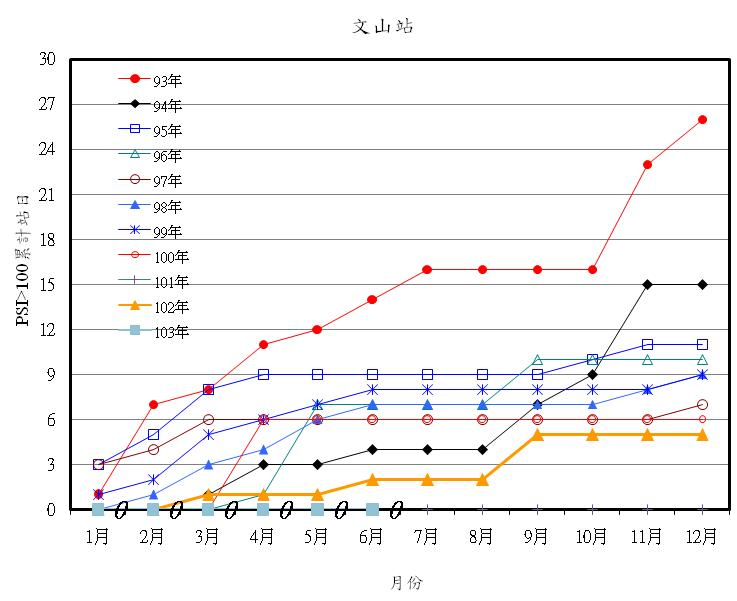 文山站
PSI>100累計站日
30
27
24
21
18
15
12
9
6
3
0
93年
94年
95年
96年
97年
98年
99年
100年
101年
102年
103年
0 0 0 0 0 0
1月 2月 3月 4月 5月 6月 7月 8月 9月 10月 11月 12月
月份